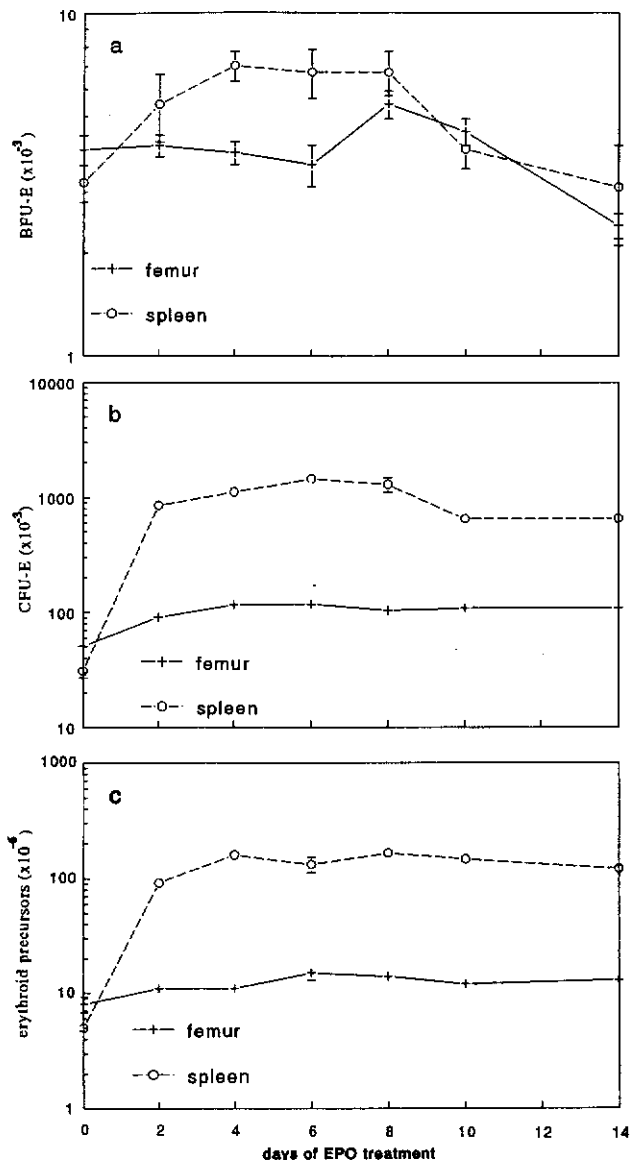 10
a
BFU-E (x10⁻³)
femur
spleen
1
10000
b
1000
CFU-E (x10⁻³)
100
femur
spleen
10
1000
c
100
erythroid precursors (x10⁻⁶)
10
femur
spleen
1
0 2 4 6 8 10 12 14
days of EPO treatment